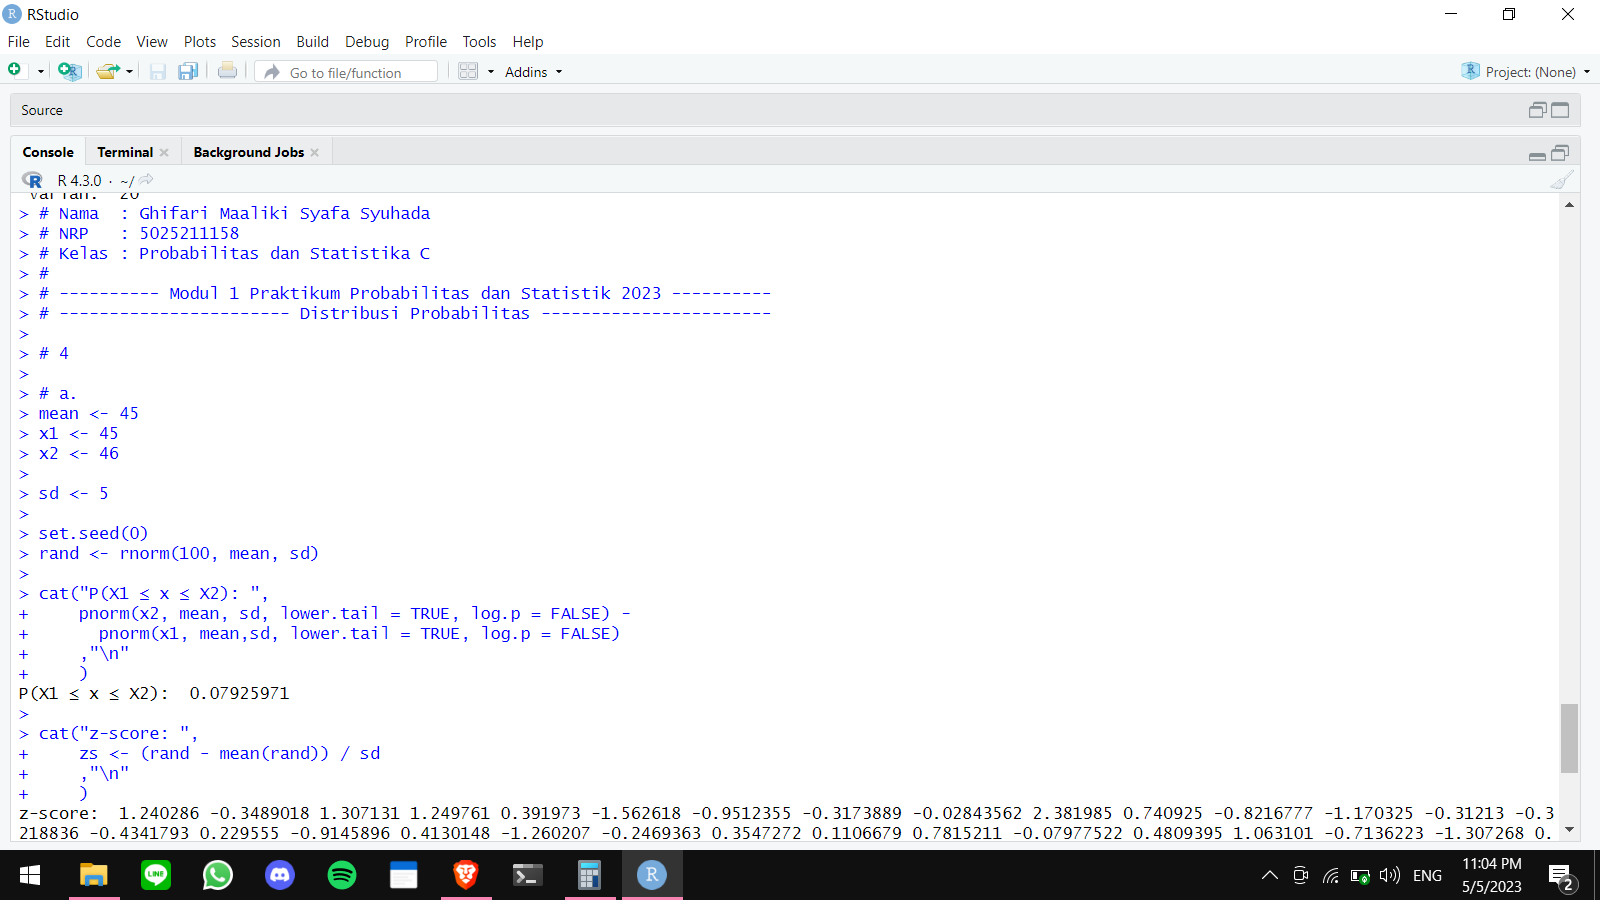 RStudio
File Edit Code View Plots Session Build Debug Profile Tools Help
Go to file/function Addins Project: (None)
Source
Console Terminal Background Jobs
R 4.3.0 · ~/
varian: 20
> # Nama  : Ghifari Maaliki Syafa Syuhada
> # NRP   : 5025211158
> # Kelas : Probabilitas dan Statistika C
> #
> # ---------- Modul 1 Praktikum Probabilitas dan Statistik 2023 ----------
> # ----------------------- Distribusi Probabilitas -----------------------
>
> # 4
>
> # a.
> mean <- 45
> x1 <- 45
> x2 <- 46
>
> sd <- 5
>
> set.seed(0)
> rand <- rnorm(100, mean, sd)
>
> cat("P(X1 ≤ x ≤ X2): ",
+     pnorm(x2, mean, sd, lower.tail = TRUE, log.p = FALSE) -
+       pnorm(x1, mean,sd, lower.tail = TRUE, log.p = FALSE)
+     ,"\n"
+     )
P(X1 ≤ x ≤ X2):  0.07925971
>
> cat("z-score: ",
+     zs <- (rand - mean(rand)) / sd
+     ,"\n"
+     )
z-score:  1.240286 -0.3489018 1.307131 1.249761 0.391973 -1.562618 -0.9512355 -0.3173889 -0.02843562 2.381985 0.740925 -0.8216777 -1.170325 -0.31213 -0.3
218836 -0.4341793 0.229555 -0.9145896 0.4130148 -1.260207 -0.2469363 0.3547272 0.1106679 0.7815211 -0.07977522 0.4809395 1.063101 -0.7136223 -1.307268 0.
LINE R ENG 11:04 PM
5/5/2023 2